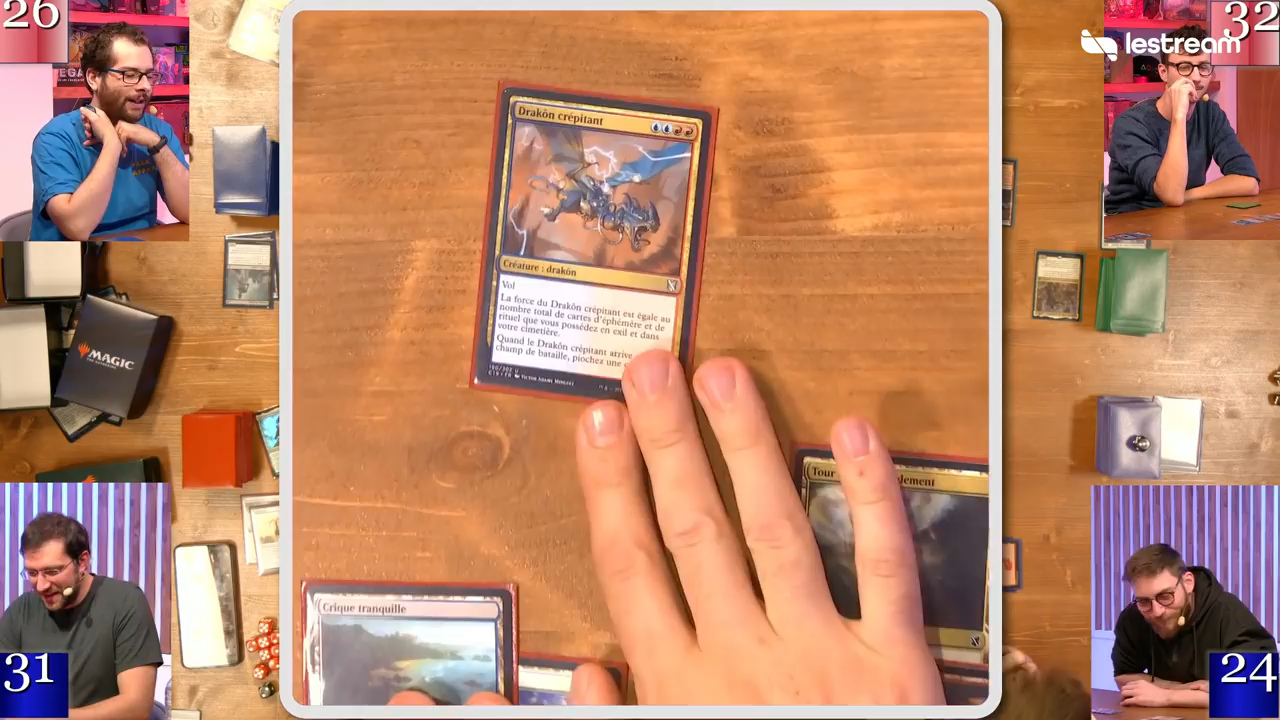 26
32
lestream
Drakôn crépitant
Créature : drakôn
Vol
La force du Drakôn crépitant est égale au
nombre total de cartes d'éphémère et de
rituel que vous possédez en exil et dans
votre cimetière.
Quand le Drakôn crépitant arrive
champ de bataille, piochez une
MAGIC
Tour
Crique tranquille
31
24